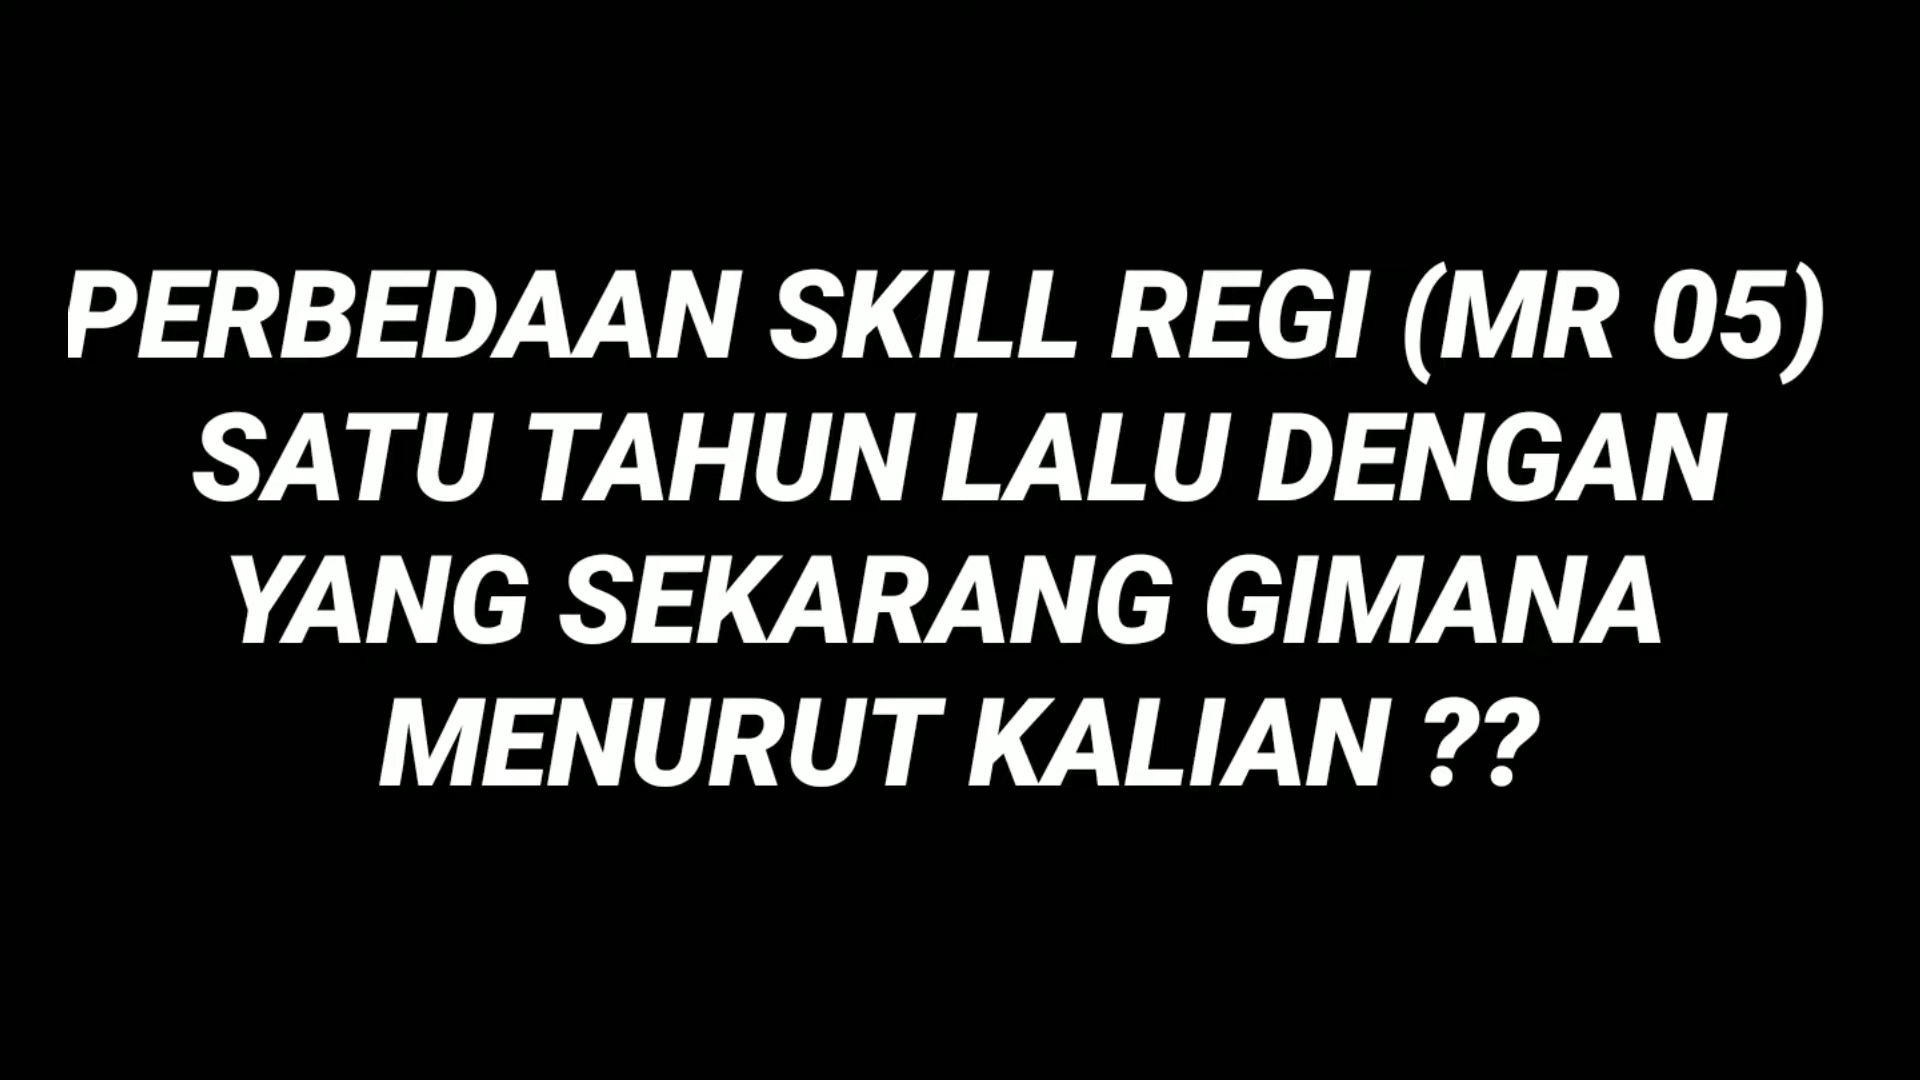 PERBEDAAN SKILL REGI (MR 05)
SATU TAHUN LALU DENGAN
YANG SEKARANG GIMANA
MENURUT KALIAN ??